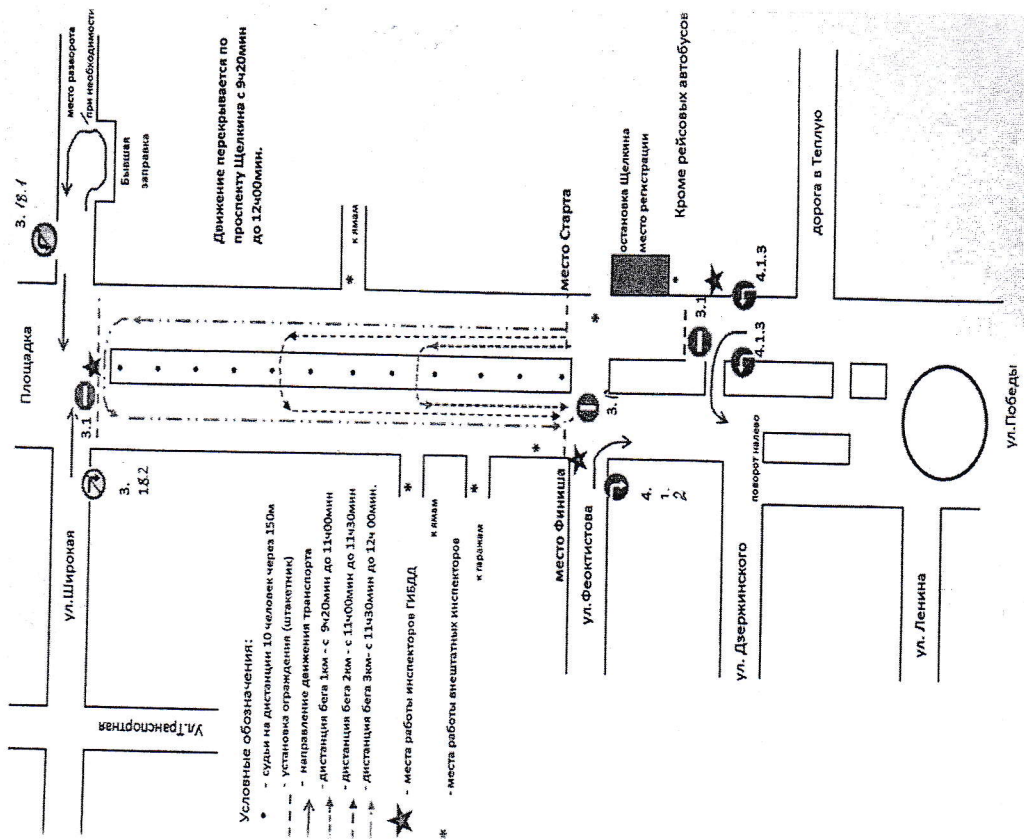 место разворота
при необходимости
3. 18.1
Бывшая
заправка
Движение перекрывается по
проспекту Щелкина с 9ч20мин
до 12ч00мин.
Площадка
3.1
3.
18.2
ул.Широкая
Ул.Транспортная
к ямам
место Старта
остановка Щелкина
место регистрации
Кроме рейсовых автобусов
3.1
4.1.3
4.1.3
дорога в Теплую
Условные обозначения:
- судьи на дистанции 10 человек через 150м
- установка ограждения (штакетник)
- направление движения транспорта
- дистанция бега 1км - с 9ч20мин до 11ч00мин
- дистанция бега 2км - с 11ч00мин до 11ч30мин
- дистанция бега 3км- с 11ч30мин до 12ч 00мин.
- места работы инспекторов ГИБДД
- места работы внештатных инспекторов
к ямам
к гаражам
место Финиша
ул.Феоктистова
4.
1.
2
поворот налево
ул. Дзержинского
ул. Ленина
ул.Победы